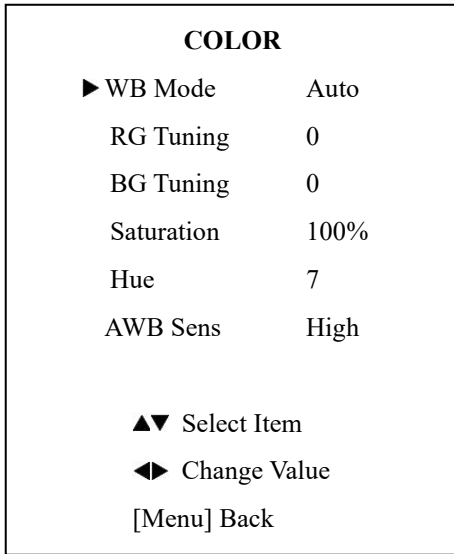 COLOR
▶ WB Mode Auto
RG Tuning 0
BG Tuning 0
Saturation 100%
Hue 7
AWB Sens High
▲▼ Select Item
◀▶ Change Value
[Menu] Back